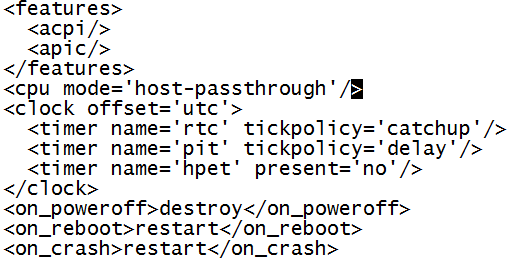 <features>
  <acpi/>
  <apic/>
</features>
<cpu mode='host-passthrough'/>
<clock offset='utc'>
  <timer name='rtc' tickpolicy='catchup'/>
  <timer name='pit' tickpolicy='delay'/>
  <timer name='hpet' present='no'/>
</clock>
<on_poweroff>destroy</on_poweroff>
<on_reboot>restart</on_reboot>
<on_crash>restart</on_crash>